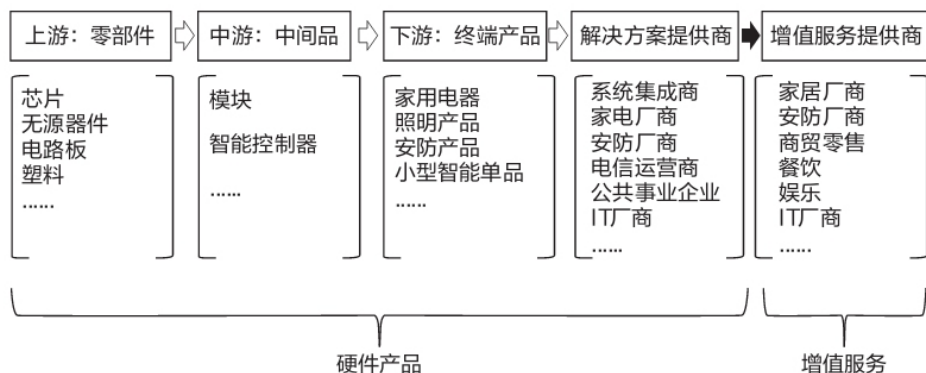 上游：零部件
中游：中间品
下游：终端产品
解决方案提供商
增值服务提供商
芯片
无源器件
电路板
塑料
……
模块
智能控制器
……
家用电器
照明产品
安防产品
小型智能单品
……
系统集成商
家电厂商
安防厂商
电信运营商
公共事业企业
IT厂商
……
家居厂商
安防厂商
商贸零售
餐饮
娱乐
IT厂商
……
硬件产品
增值服务